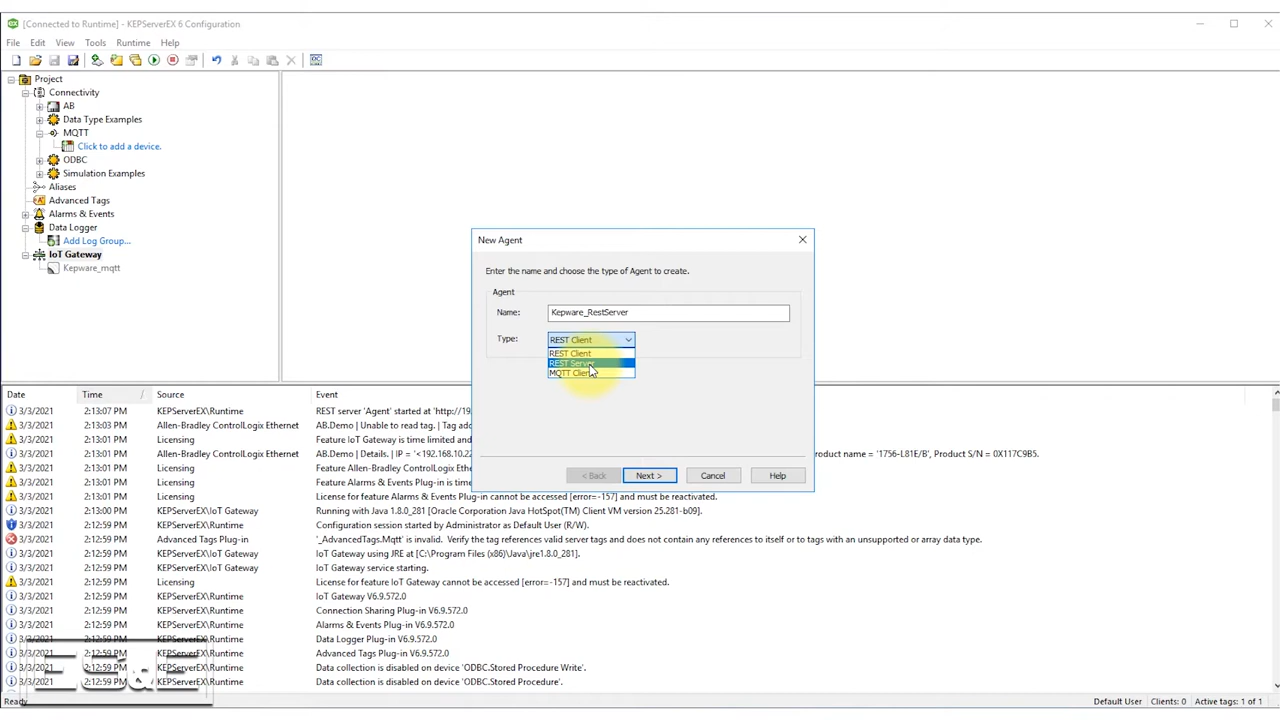 [Connected to Runtime] - KEPServerEX 6 Configuration
File Edit View Tools Runtime Help
Project
Connectivity
AB
Data Type Examples
MQTT
Click to add a device.
ODBC
Simulation Examples
Aliases
Advanced Tags
Alarms & Events
Data Logger
Add Log Group...
IoT Gateway
Kepware_mqtt
New Agent
Enter the name and choose the type of Agent to create.
Agent
Name: Kepware_RestServer
Type: REST Client
REST Client
REST Server
MQTT Client
< Back Next > Cancel Help
Date Time Source Event
3/3/2021 2:13:07 PM KEPServerEX\Runtime REST server 'Agent' started at 'http://19
3/3/2021 2:13:03 PM Allen-Bradley ControlLogix Ethernet AB.Demo | Unable to read tag. | Tag add
3/3/2021 2:13:01 PM Licensing Feature IoT Gateway is time limited and
3/3/2021 2:13:01 PM Allen-Bradley ControlLogix Ethernet AB.Demo | Details. | IP = '<192.168.10.22 roduct name = '1756-L81E/B', Product S/N = 0X117C9B5.
3/3/2021 2:13:01 PM Licensing Feature Allen-Bradley ControlLogix Ethe
3/3/2021 2:13:01 PM Licensing Feature Alarms & Events Plug-in is time limi
3/3/2021 2:13:01 PM Licensing License for feature Alarms & Events Plug-in cannot be accessed [error=-157] and must be reactivated.
3/3/2021 2:13:00 PM KEPServerEX\IoT Gateway Running with Java 1.8.0_281 [Oracle Corporation Java HotSpot(TM) Client VM version 25.281-b09].
3/3/2021 2:12:59 PM KEPServerEX\Runtime Configuration session started by Administrator as Default User (R/W).
3/3/2021 2:12:59 PM Advanced Tags Plug-in '_AdvancedTags.Mqtt' is invalid. Verify the tag references valid server tags and does not contain any references to itself or to tags with an unsupported or array data type.
3/3/2021 2:12:59 PM KEPServerEX\IoT Gateway IoT Gateway using JRE at [C:\Program Files (x86)\Java\jre1.8.0_281].
3/3/2021 2:12:59 PM KEPServerEX\IoT Gateway IoT Gateway service starting.
3/3/2021 2:12:59 PM Licensing License for feature IoT Gateway cannot be accessed [error=-157] and must be reactivated.
3/3/2021 2:12:59 PM KEPServerEX\Runtime IoT Gateway V6.9.572.0
3/3/2021 2:12:59 PM KEPServerEX\Runtime Connection Sharing Plug-in V6.9.572.0
3/3/2021 2:12:59 PM KEPServerEX\Runtime Alarms & Events Plug-in V6.9.572.0
3/3/2021 2:12:59 PM KEPServerEX\Runtime Data Logger Plug-in V6.9.572.0
3/3/2021 2:12:59 PM KEPServerEX\Runtime Advanced Tags Plug-in V6.9.572.0
KEPServerEX\Runtime Data collection is disabled on device 'ODBC.Stored Procedure Write'.
KEPServerEX\Runtime Data collection is disabled on device 'ODBC.Stored Procedure'.
ES&E
Ready Default User Clients: 0 Active tags: 1 of 1